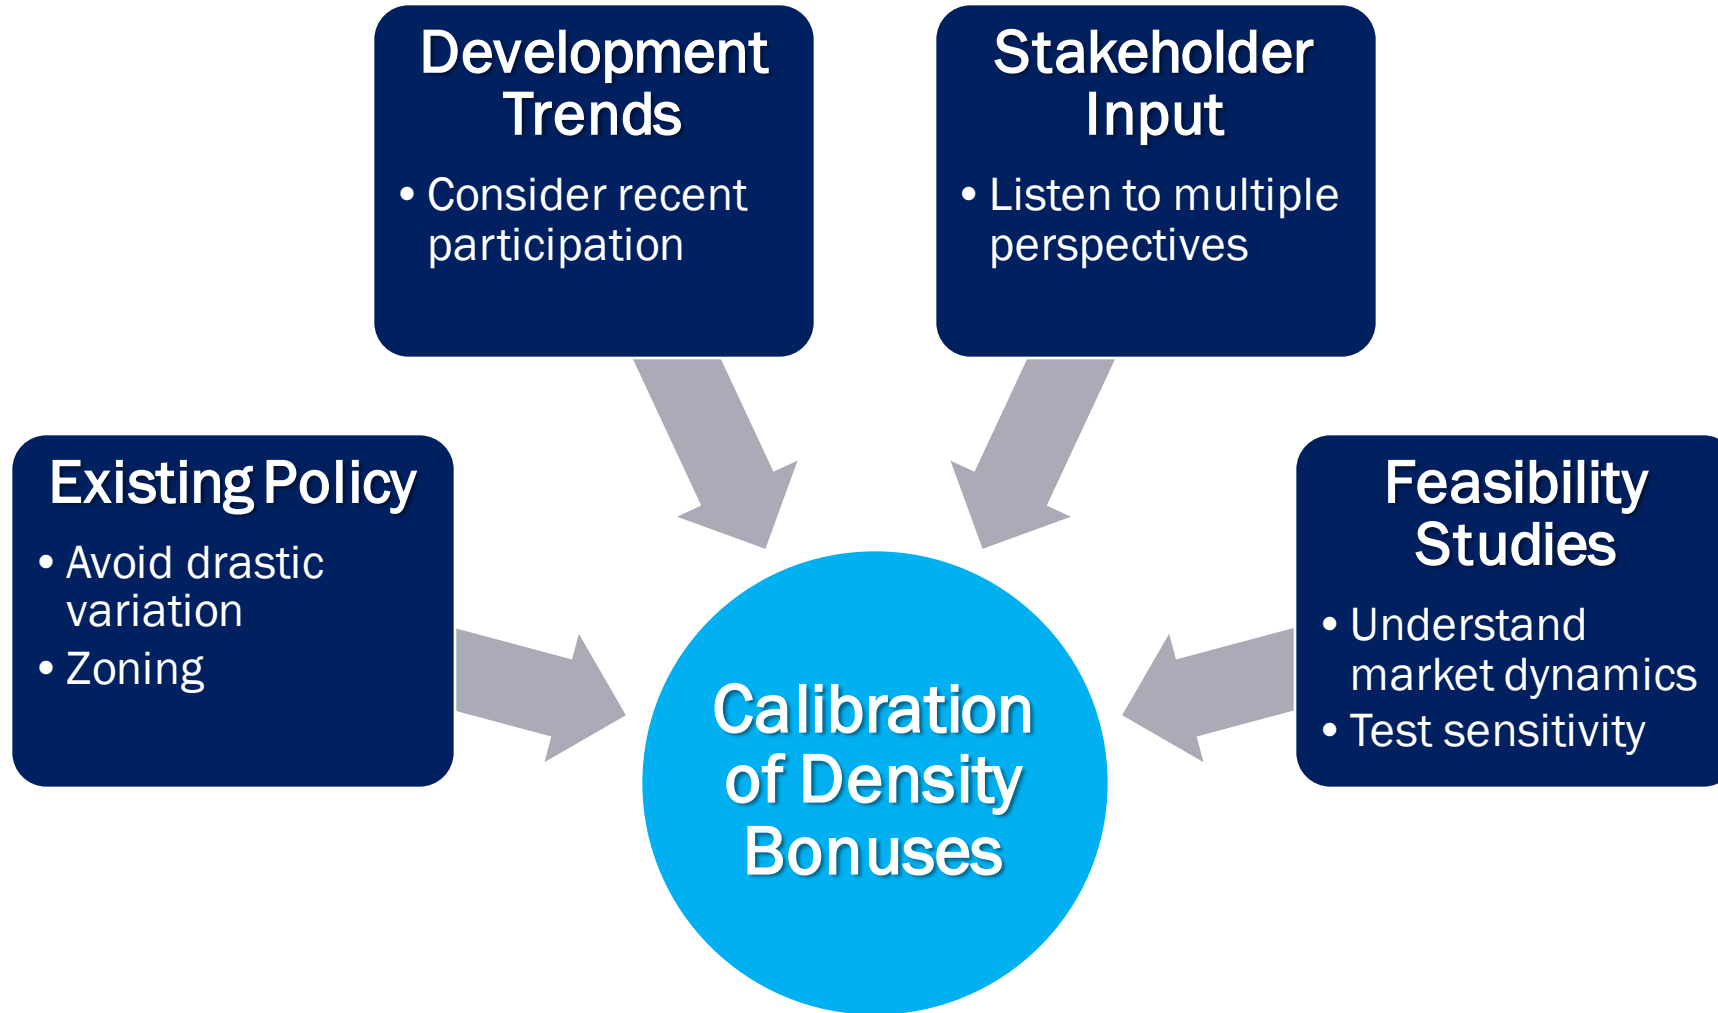 Development
Trends
• Consider recent
participation
Stakeholder
Input
• Listen to multiple
perspectives
Existing Policy
• Avoid drastic
variation
• Zoning
Feasibility
Studies
• Understand
market dynamics
• Test sensitivity
Calibration
of Density
Bonuses